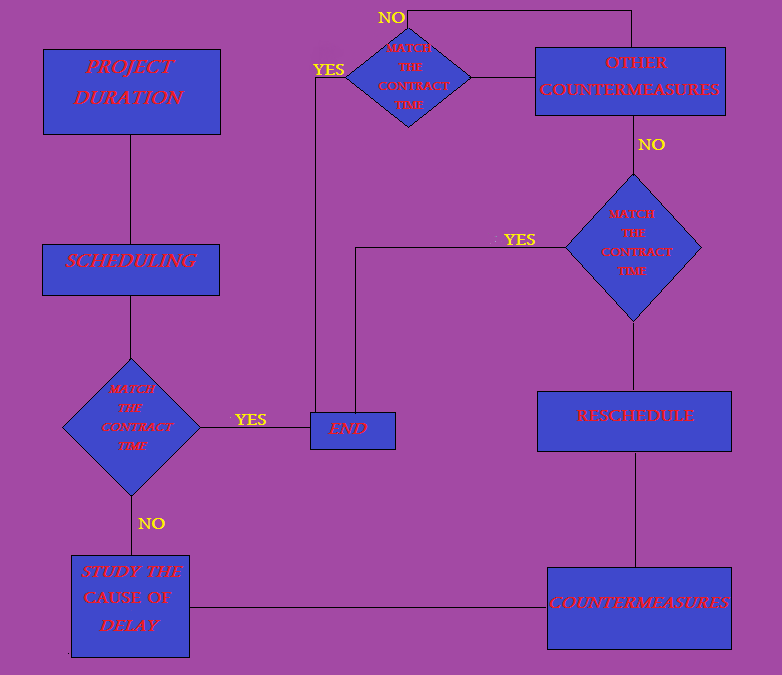 PROJECT
DURATION
SCHEDULING
MATCH
THE
CONTRACT
TIME
YES
NO
STUDY THE
CAUSE OF
DELAY
COUNTERMEASURES
RESCHEDULE
MATCH
THE
CONTRACT
TIME
YES
NO
OTHER
COUNTERMEASURES
MATCH
THE
CONTRACT
TIME
NO
YES
END